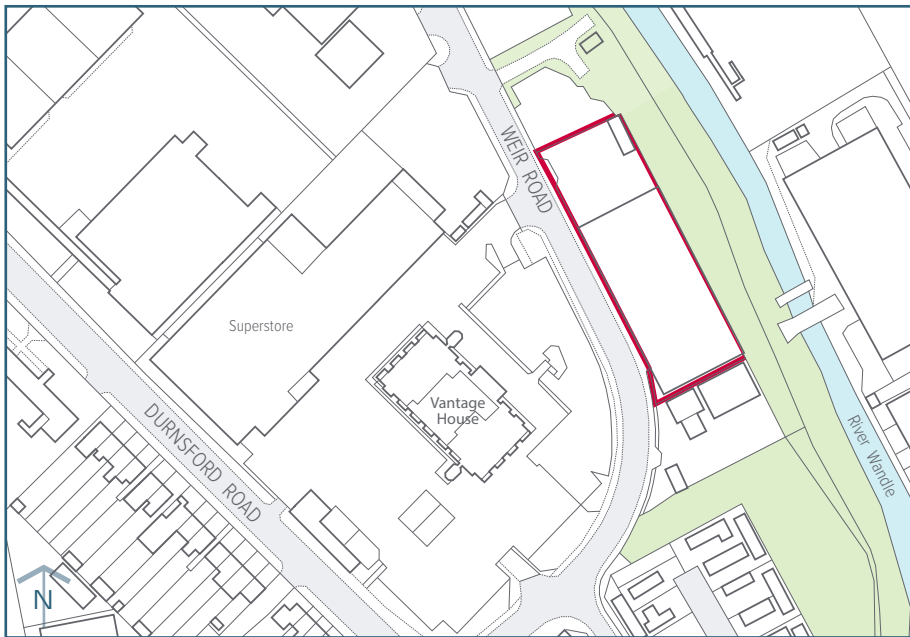 WEIR ROAD
Superstore
Vantage
House
DURNSFORD ROAD
River Wandle
N